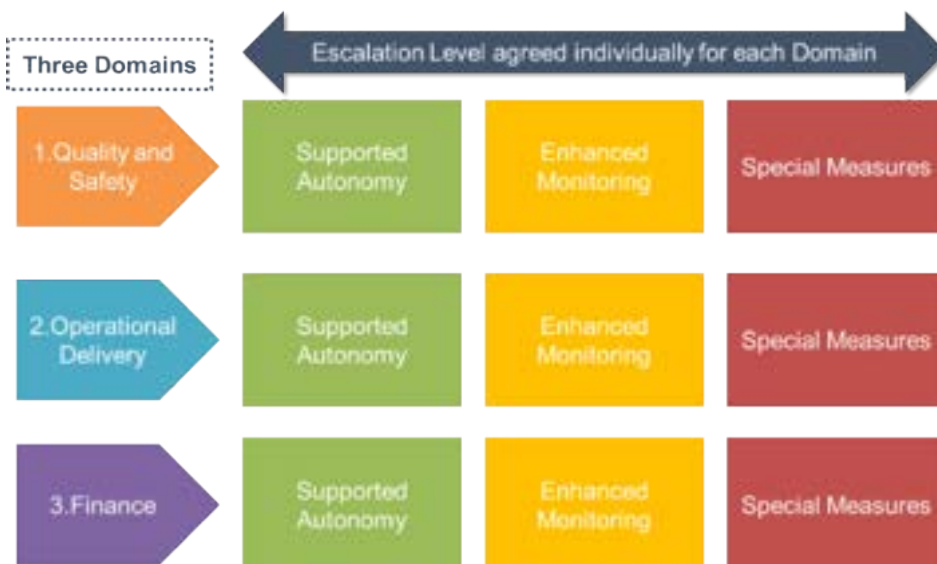 Three Domains
Escalation Level agreed individually for each Domain
1.Quality and
Safety
Supported
Autonomy
Enhanced
Monitoring
Special Measures
2.Operational
Delivery
Supported
Autonomy
Enhanced
Monitoring
Special Measures
3.Finance
Supported
Autonomy
Enhanced
Monitoring
Special Measures